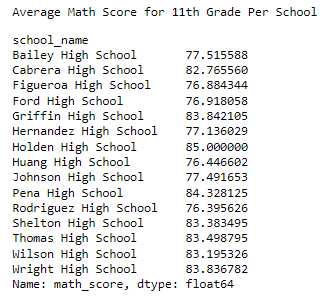 Average Math Score for 11th Grade Per School
school_name
Bailey High School 77.515588
Cabrera High School 82.765560
Figueroa High School 76.884344
Ford High School 76.918058
Griffin High School 83.842105
Hernandez High School 77.136029
Holden High School 85.000000
Huang High School 76.446602
Johnson High School 77.491653
Pena High School 84.328125
Rodriguez High School 76.395626
Shelton High School 83.383495
Thomas High School 83.498795
Wilson High School 83.195326
Wright High School 83.836782
Name: math_score, dtype: float64